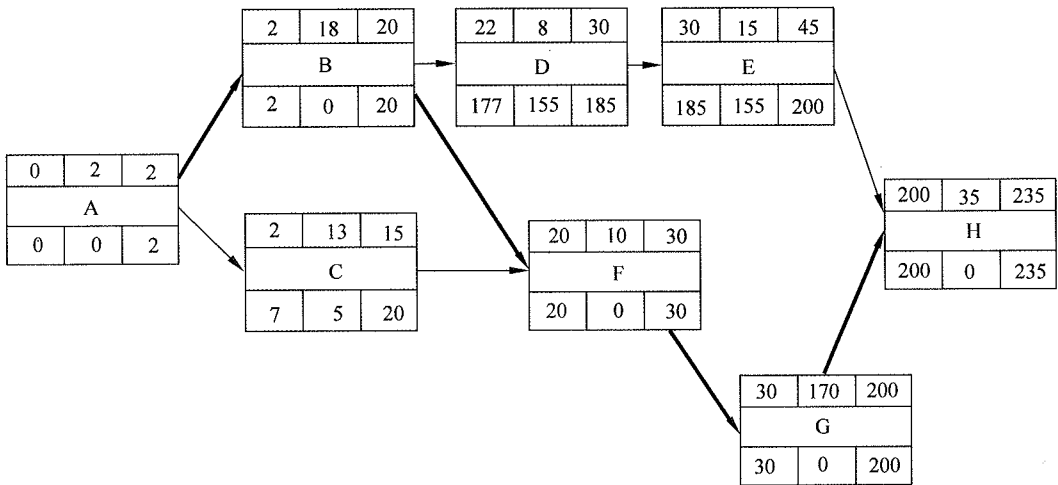 2 18 20
B
2 0 20
22 8 30
D
177 155 185
30 15 45
E
185 155 200
0 2 2
A
0 0 2
2 13 15
C
7 5 20
20 10 30
F
20 0 30
200 35 235
H
200 0 235
30 170 200
G
30 0 200